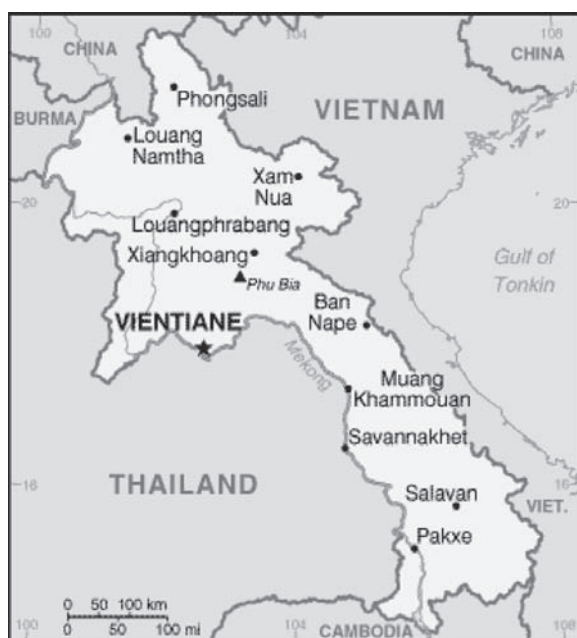 100
104
108
CHINA
CHINA
Phongsali
VIETNAM
BURMA
Louang
Namtha
Xam
Nua
20
20
Louangphrabang
Xiangkhoang
Phu Bia
Gulf of
Tonkin
Ban
Nape
VIENTIANE
Mekong
Muang
Khammouan
Savannakhet
THAILAND
16
16
Salavan
VIET.
Pakxe
0 50 100 km
0 50 100 mi
100
104
CAMBODIA
108